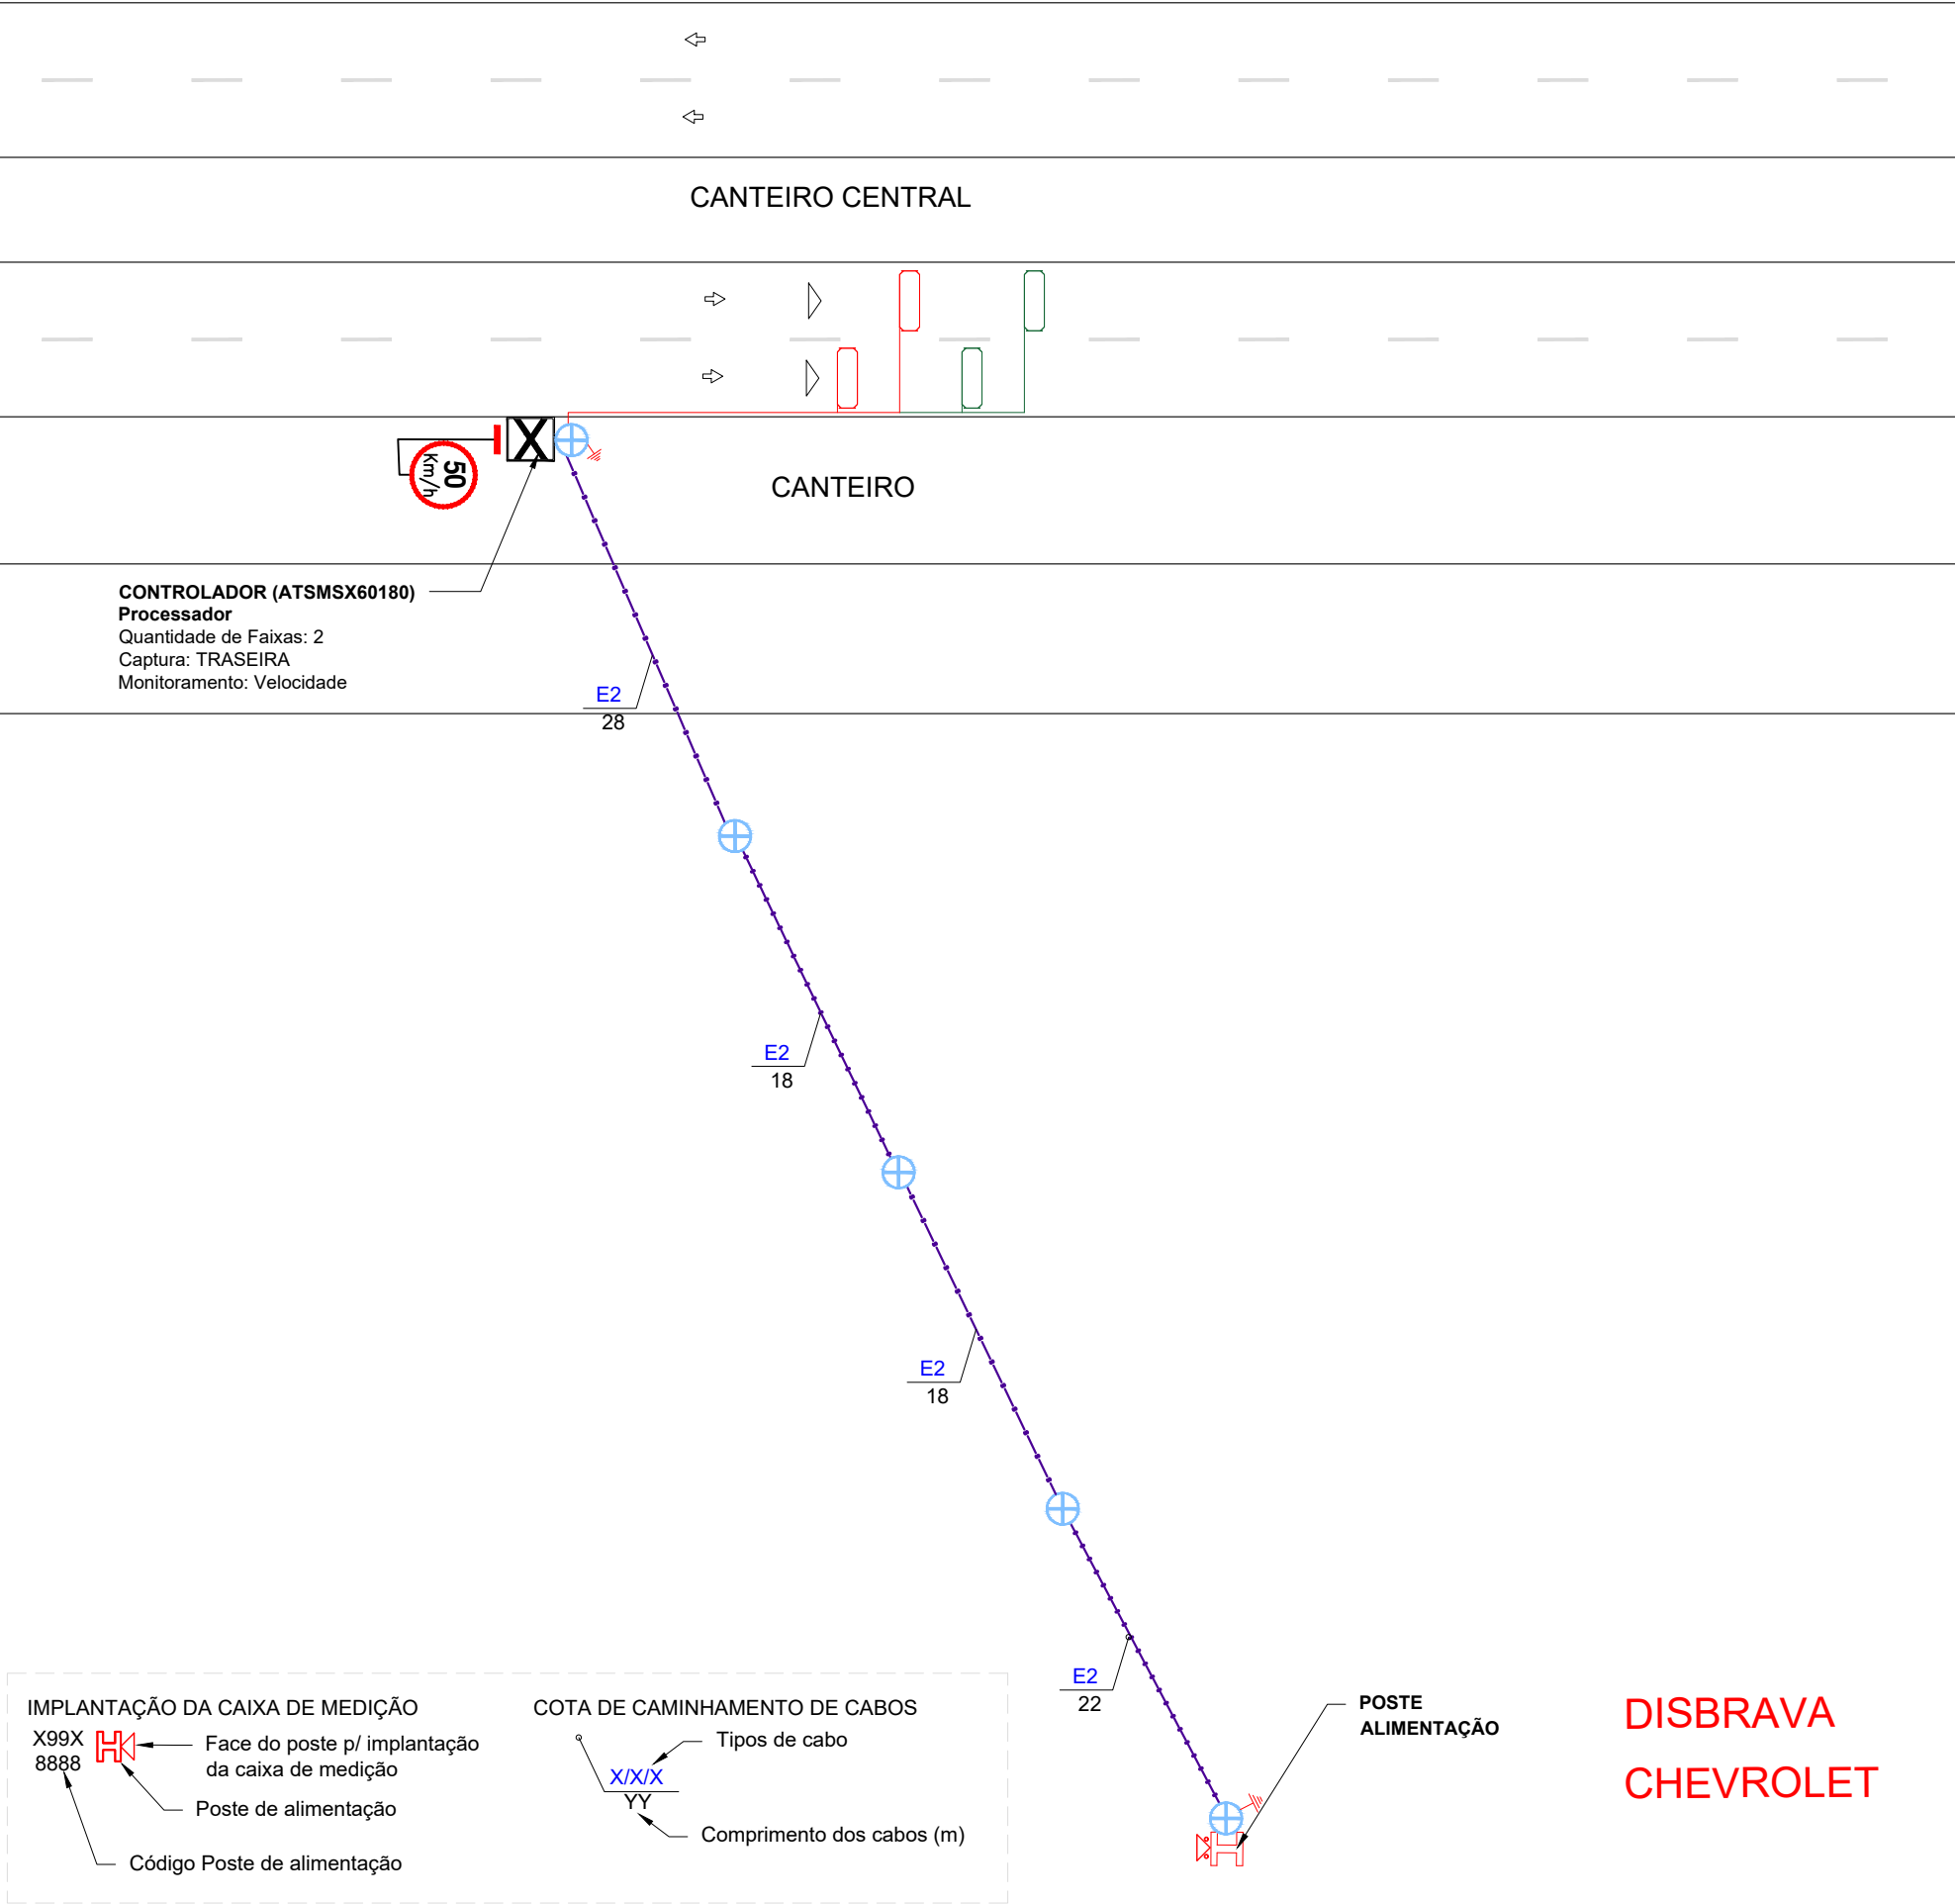 CANTEIRO CENTRAL
X
50
Km/h
CANTEIRO
CONTROLADOR (ATSMSX60180)
Processador
Quantidade de Faixas: 2
Captura: TRASEIRA
Monitoramento: Velocidade
E2
28
E2
18
E2
18
E2
22
POSTE
ALIMENTAÇÃO
DISBRAVA
CHEVROLET
IMPLANTAÇÃO DA CAIXA DE MEDIÇÃO
X99X
8888
Face do poste p/ implantação
da caixa de medição
Poste de alimentação
Código Poste de alimentação
COTA DE CAMINHAMENTO DE CABOS
Tipos de cabo
X/X/X
YY
Comprimento dos cabos (m)